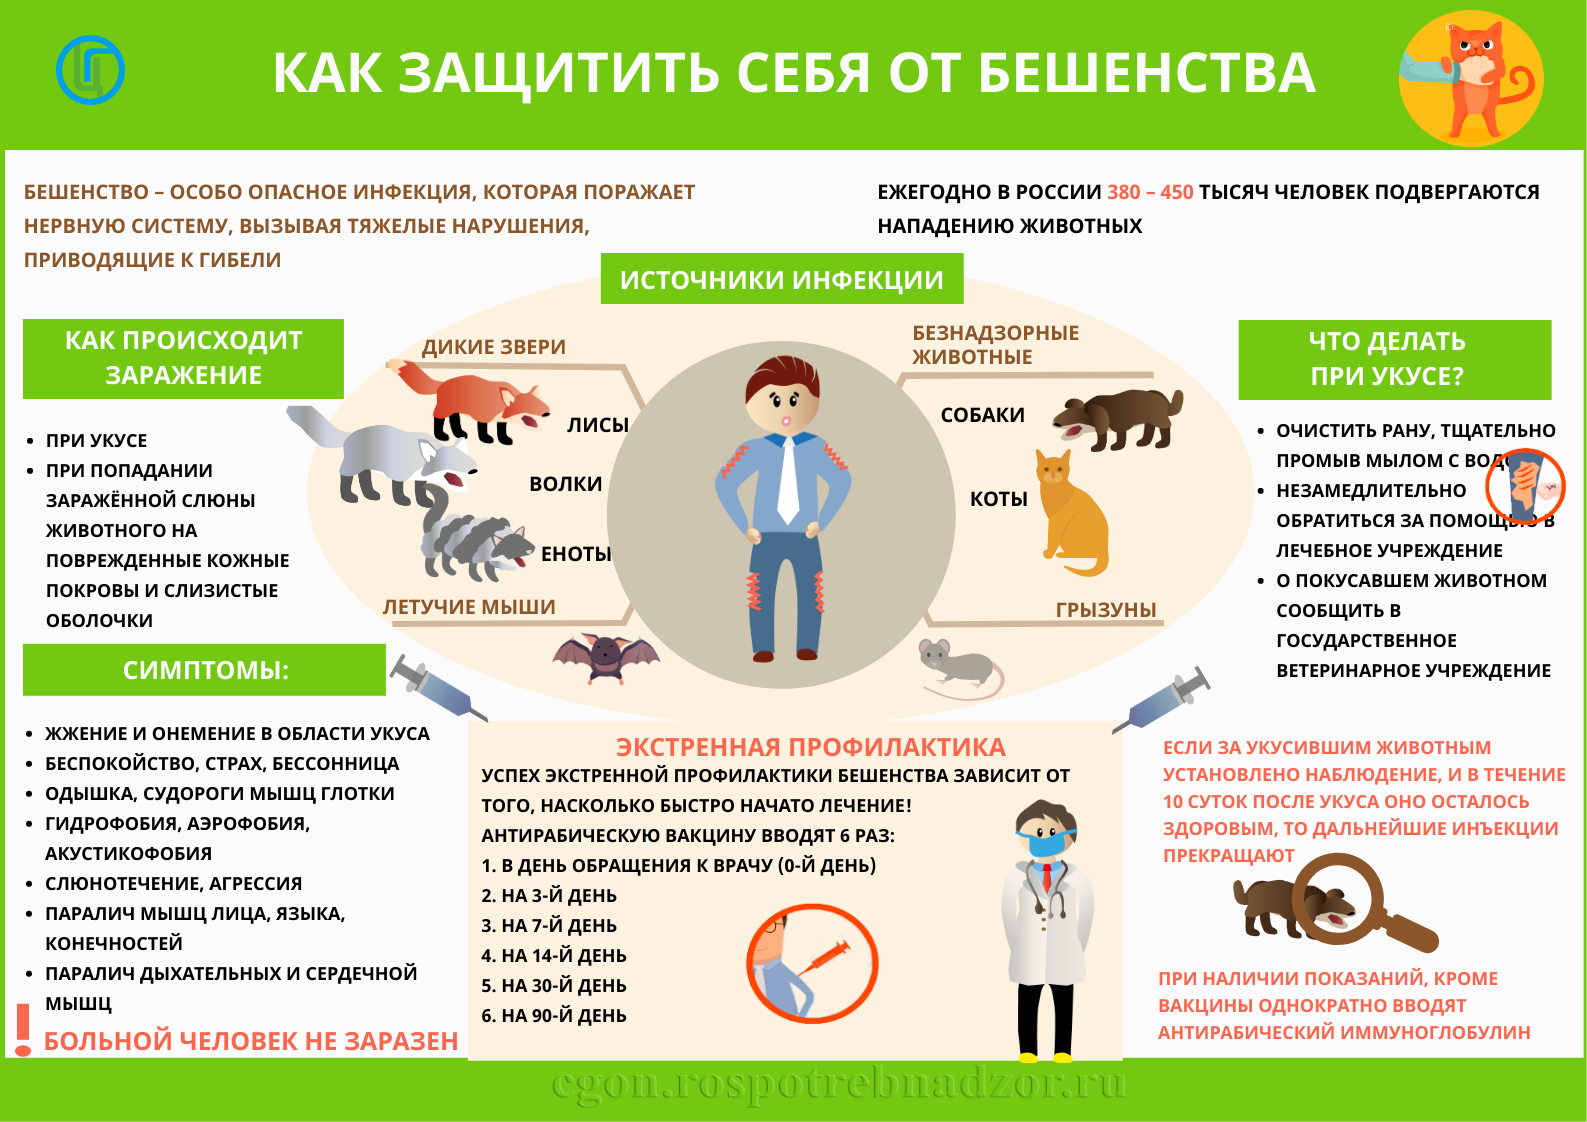 КАК ЗАЩИТИТЬ СЕБЯ ОТ БЕШЕНСТВА
БЕШЕНСТВО – ОСОБО ОПАСНОЕ ИНФЕКЦИЯ, КОТОРАЯ ПОРАЖАЕТ
НЕРВНУЮ СИСТЕМУ, ВЫЗЫВАЯ ТЯЖЕЛЫЕ НАРУШЕНИЯ,
ПРИВОДЯЩИЕ К ГИБЕЛИ
ЕЖЕГОДНО В РОССИИ 380 – 450 ТЫСЯЧ ЧЕЛОВЕК ПОДВЕРГАЮТСЯ
НАПАДЕНИЮ ЖИВОТНЫХ
КАК ПРОИСХОДИТ
ЗАРАЖЕНИЕ
• ПРИ УКУСЕ
• ПРИ ПОПАДАНИИ
ЗАРАЖЁННОЙ СЛЮНЫ
ЖИВОТНОГО НА
ПОВРЕЖДЕННЫЕ КОЖНЫЕ
ПОКРОВЫ И СЛИЗИСТЫЕ
ОБОЛОЧКИ
ИСТОЧНИКИ ИНФЕКЦИИ
ДИКИЕ ЗВЕРИ
ЛИСЫ
ВОЛКИ
ЕНОТЫ
ЛЕТУЧИЕ МЫШИ
БЕЗНАДЗОРНЫЕ
ЖИВОТНЫЕ
СОБАКИ
КОТЫ
ГРЫЗУНЫ
ЧТО ДЕЛАТЬ
ПРИ УКУСЕ?
• ОЧИСТИТЬ РАНУ, ТЩАТЕЛЬНО
ПРОМЫВ МЫЛОМ С
• НЕЗАМЕДЛИТЕЛЬНО
ОБРАТИТЬСЯ ЗА ПОМОЩЬЮ В
ЛЕЧЕБНОЕ УЧРЕЖДЕНИЕ
• О ПОКУСАВШЕМ ЖИВОТНОМ
СООБЩИТЬ В
ГОСУДАРСТВЕННОЕ
ВЕТЕРИНАРНОЕ УЧРЕЖДЕНИЕ
СИМПТОМЫ:
• ЖЖЕНИЕ И ОНЕМЕНИЕ В ОБЛАСТИ УКУСА
• БЕСПОКОЙСТВО, СТРАХ, БЕССОННИЦА
• ОДЫШКА, СУДОРОГИ МЫШЦ ГЛОТКИ
• ГИДРОФОБИЯ, АЭРОФОБИЯ,
АКУСТИКОФОБИЯ
• СЛЮНОТЕЧЕНИЕ, АГРЕССИЯ
• ПАРАЛИЧ МЫШЦ ЛИЦА, ЯЗЫКА,
КОНЕЧНОСТЕЙ
• ПАРАЛИЧ ДЫХАТЕЛЬНЫХ И СЕРДЕЧНОЙ
МЫШЦ
! БОЛЬНОЙ ЧЕЛОВЕК НЕ ЗАРАЗЕН
ЭКСТРЕННАЯ ПРОФИЛАКТИКА
УСПЕХ ЭКСТРЕННОЙ ПРОФИЛАКТИКИ БЕШЕНСТВА ЗАВИСИТ ОТ
ТОГО, НАСКОЛЬКО БЫСТРО НАЧАТО ЛЕЧЕНИЕ!
АНТИРАБИЧЕСКУЮ ВАКЦИНУ ВВОДЯТ 6 РАЗ:
1. В ДЕНЬ ОБРАЩЕНИЯ К ВРАЧУ (0-Й ДЕНЬ)
2. НА 3-Й ДЕНЬ
3. НА 7-Й ДЕНЬ
4. НА 14-Й ДЕНЬ
5. НА 30-Й ДЕНЬ
6. НА 90-Й ДЕНЬ
ЕСЛИ ЗА УКУСИВШИМ ЖИВОТНЫМ
УСТАНОВЛЕНО НАБЛЮДЕНИЕ, И В ТЕЧЕНИЕ
10 СУТОК ПОСЛЕ УКУСА ОНО ОСТАЛОСЬ
ЗДОРОВЫМ, ТО ДАЛЬНЕЙШИЕ ИНЪЕКЦИИ
ПРЕКРАЩАЮТ
ПРИ НАЛИЧИИ ПОКАЗАНИЙ, КРОМЕ
ВАКЦИНЫ ОДНОКРАТНО ВВОДЯТ
АНТИРАБИЧЕСКИЙ ИММУНОГЛОБУЛИН
cgon.rospotrebnadzor.ru